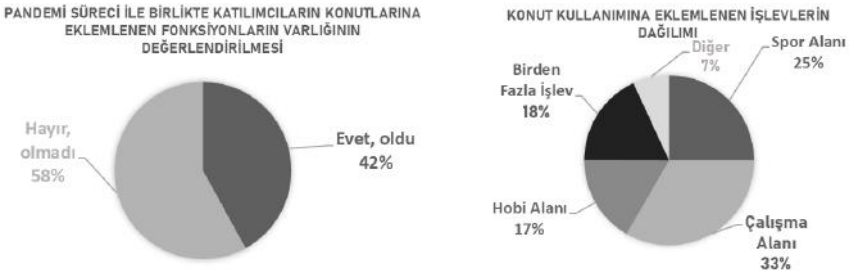 PANDEMİ SÜRECİ İLE BİRLİKTE KATILIMCILARIN KONUTLARINA
EKLEMLENEN FONKSİYONLARIN VARLIĞININ
DEĞERLENDİRİLMESİ
Hayır,
olmadı
58%
Evet, oldu
42%
KONUT KULLANIMINA EKLEMLENEN İŞLEVLERİN
DAĞILIMI
Diğer
7%
Spor Alanı
25%
Birden
Fazla İşlev
18%
Hobi Alanı
17%
Çalışma
Alanı
33%